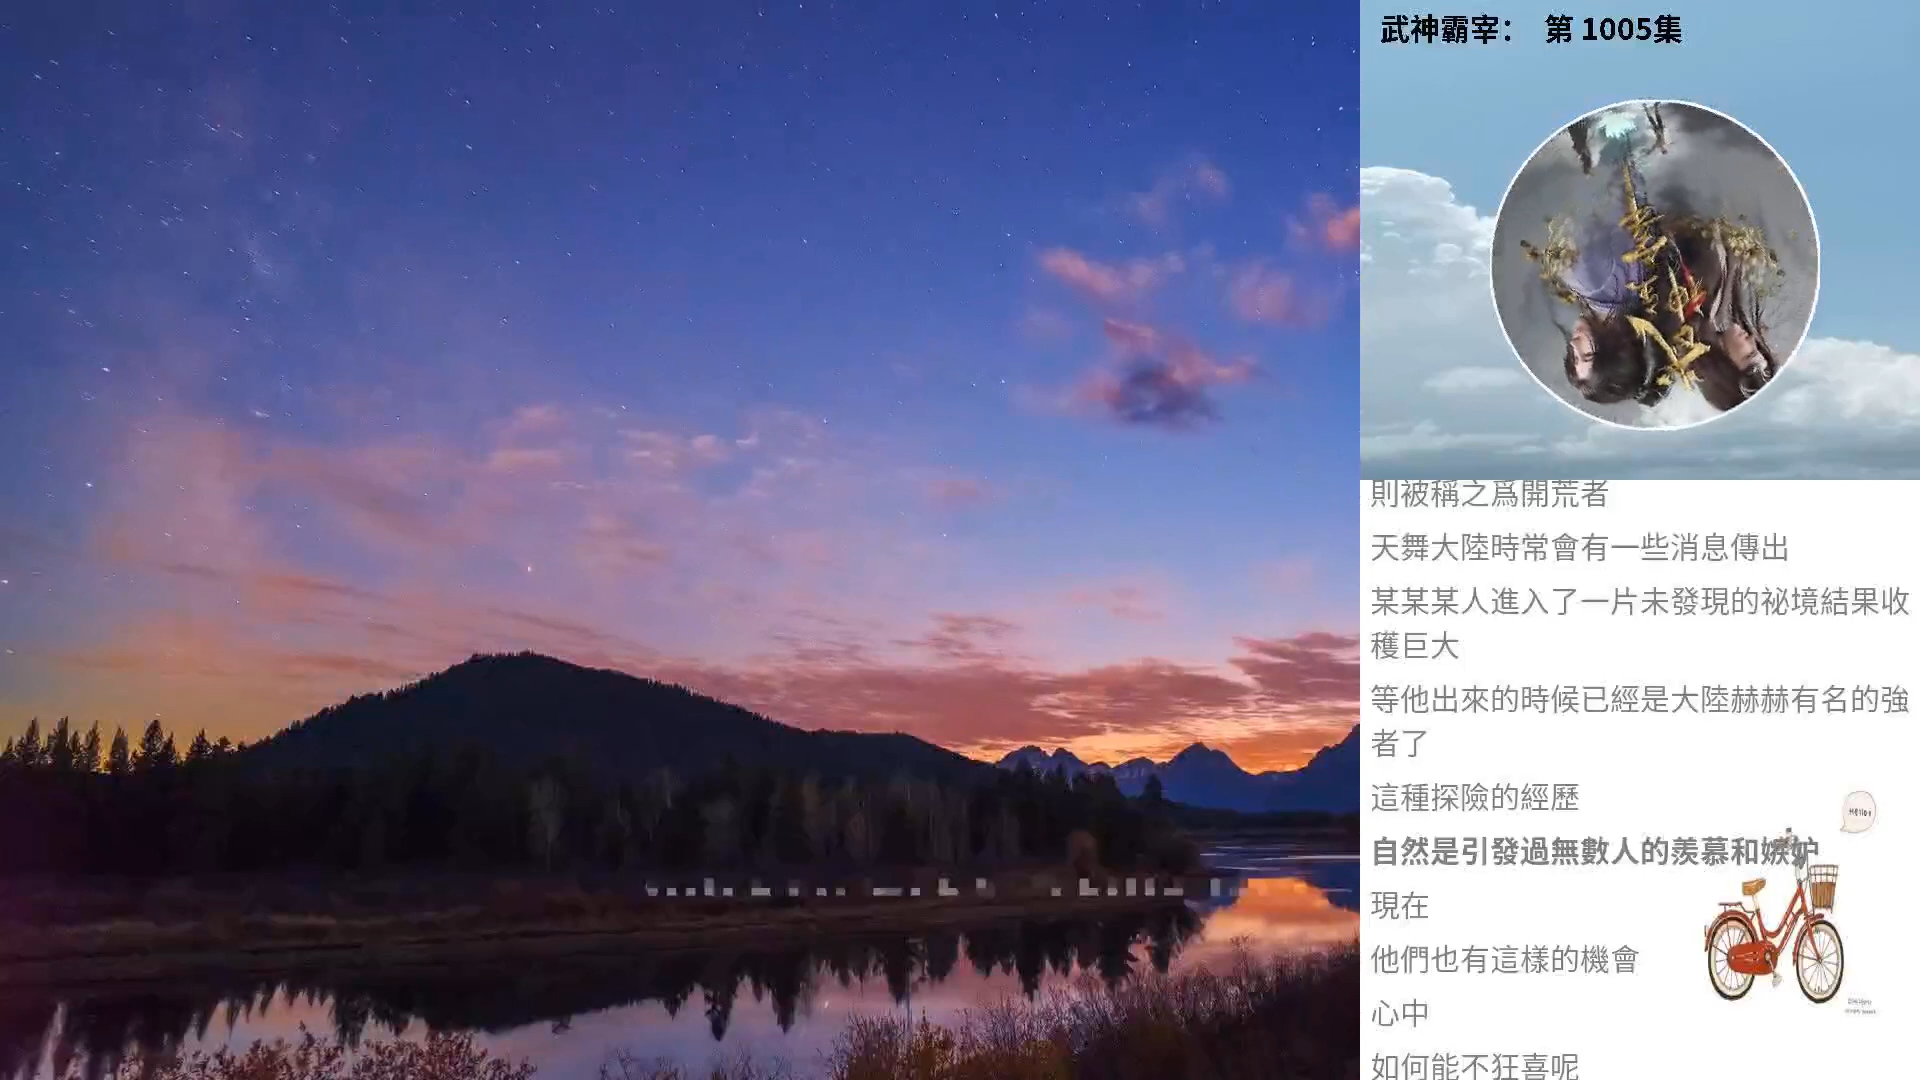 武神霸宰： 第 1005集
則被稱之爲開荒者
天舞大陸時常會有一些消息傳出
某某某人進入了一片未發現的祕境結果收
穫巨大
等他出來的時候已經是大陸赫赫有名的強
者了
這種探險的經歷
自然是引發過無數人的羨慕和嫉妒
現在
他們也有這樣的機會
心中
如何能不狂喜呢
Hello!